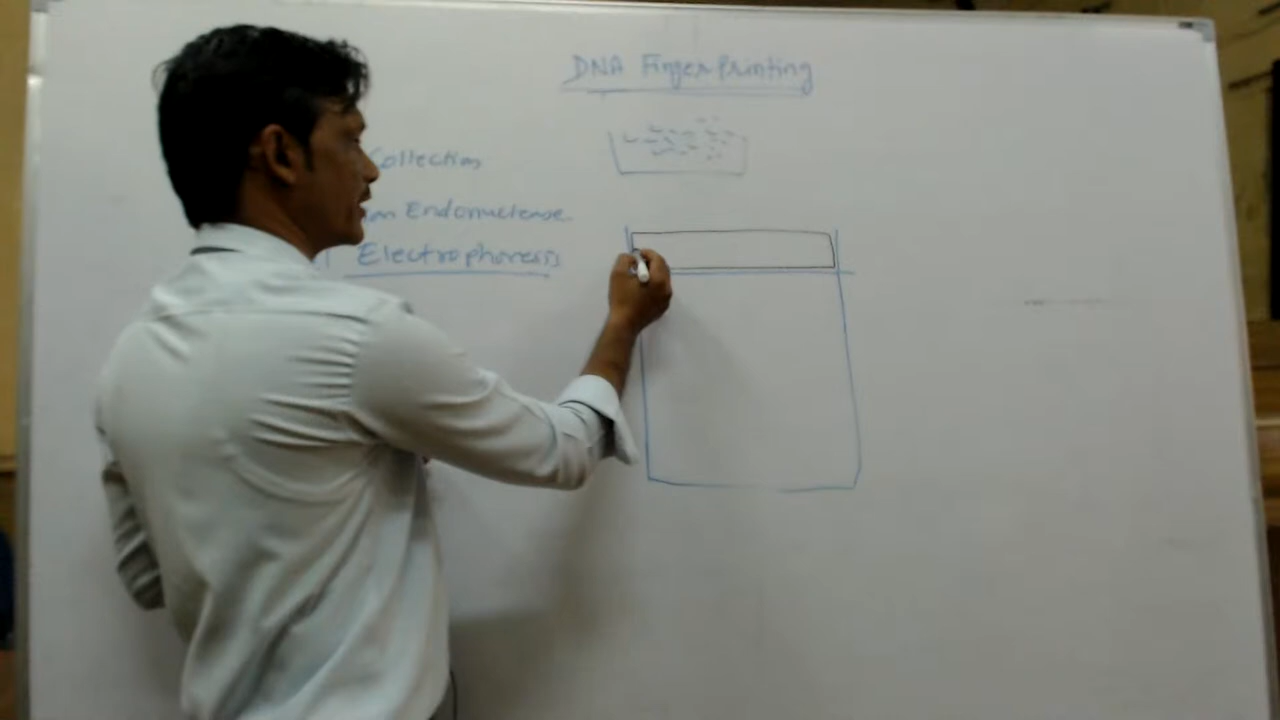 DNA Finger Printing
Collection
Endonuclease
Electrophoresis